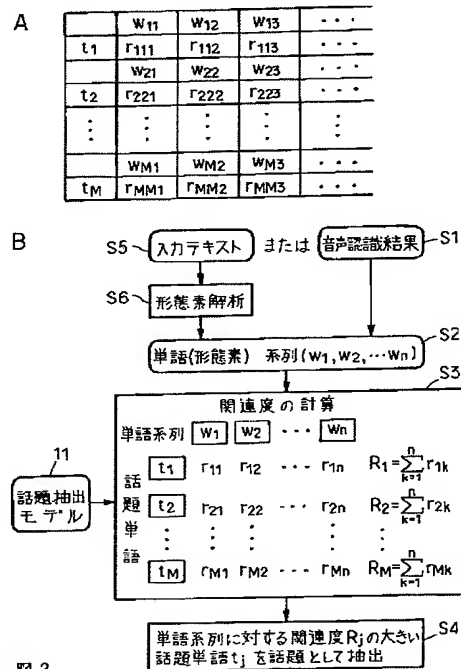 A
w11 w12 w13 ···
t1 r111 r112 r113 ···
w21 w22 w23 ···
t2 r221 r222 r223 ···
⋮ ⋮ ⋮ ⋮ ⋮
wM1 wM2 wM3 ···
tM rMM1 rMM2 rMM3 ···
B
S5 入力テキスト または 音声認識結果 S1
S6 形態素解析
S2
単語(形態素) 系列(w1,w2,···wn)
S3
関連度の計算
単語系列 w1 w2 ··· wn
11
話題抽出モデル
話題単語
t1 r11 r12 ··· r1n R1=∑k=1n r1k
t2 r21 r22 ··· r2n R2=∑k=1n r2k
⋮ ⋮ ⋮ ⋮ ⋮
tM rM1 rM2 ··· rMn RM=∑k=1n rMk
単語系列に対する関連度Rjの大きい S4
話題単語tjを話題として抽出
図2